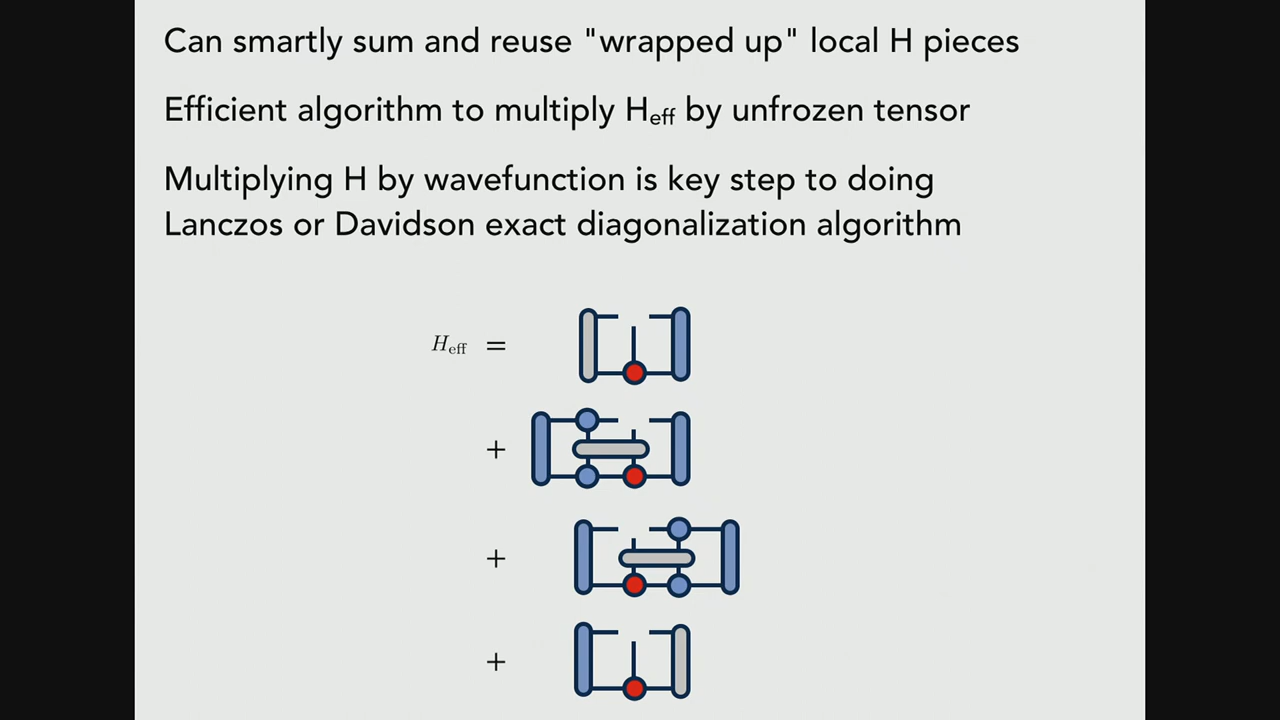 Can smartly sum and reuse "wrapped up" local H pieces
Efficient algorithm to multiply Heff by unfrozen tensor
Multiplying H by wavefunction is key step to doing
Lanczos or Davidson exact diagonalization algorithm
Heff =
+
+
+